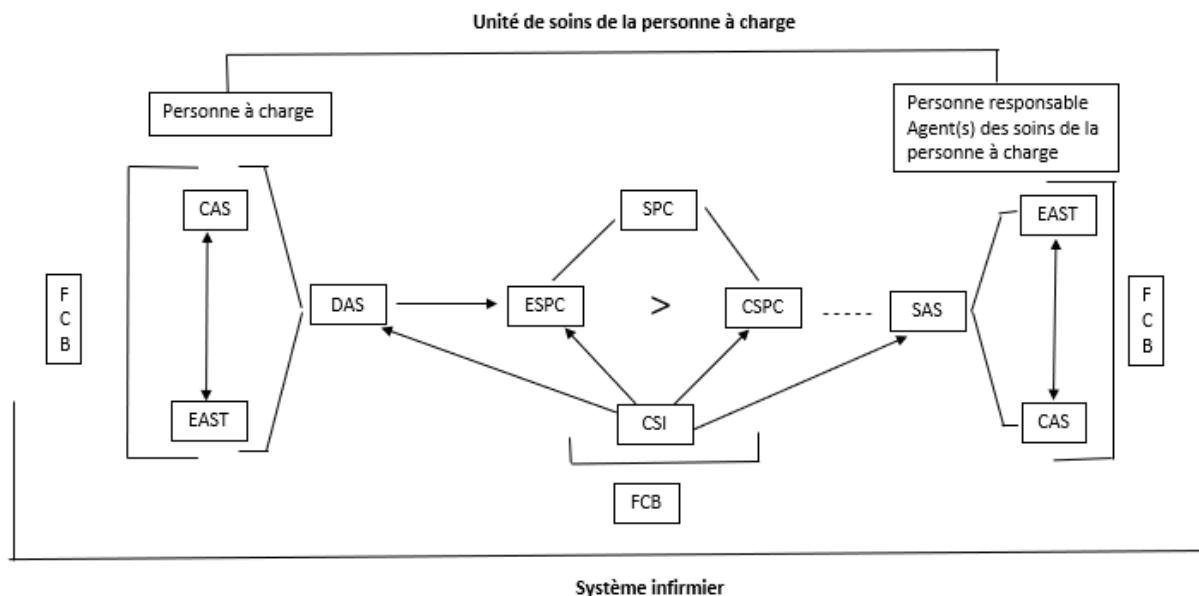 Unité de soins de la personne à charge
Personne à charge
Personne responsable
Agent(s) des soins de la
personne à charge
CAS
SPC
EAST
F
C
B
DAS
ESPC
>
CSPC
-----
SAS
F
C
B
EAST
CSI
CAS
FCB
Système infirmier